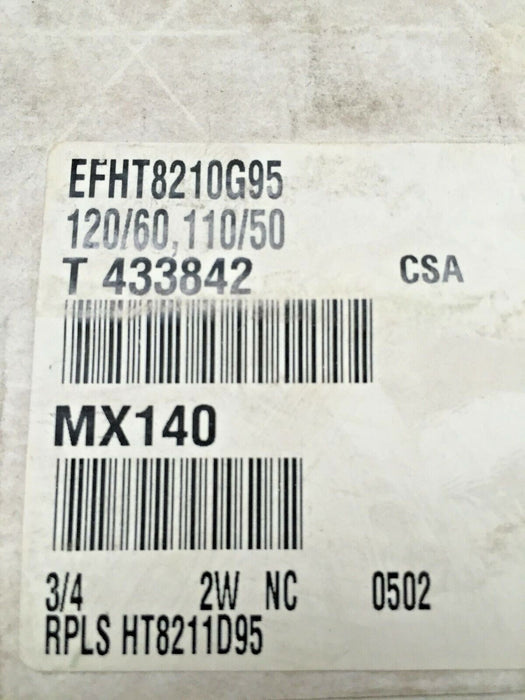 EFHT8210G95
120/60, 110/50
T 433842 CSA
MX140
3/4 2W NC 0502
RPLS HT8211D95